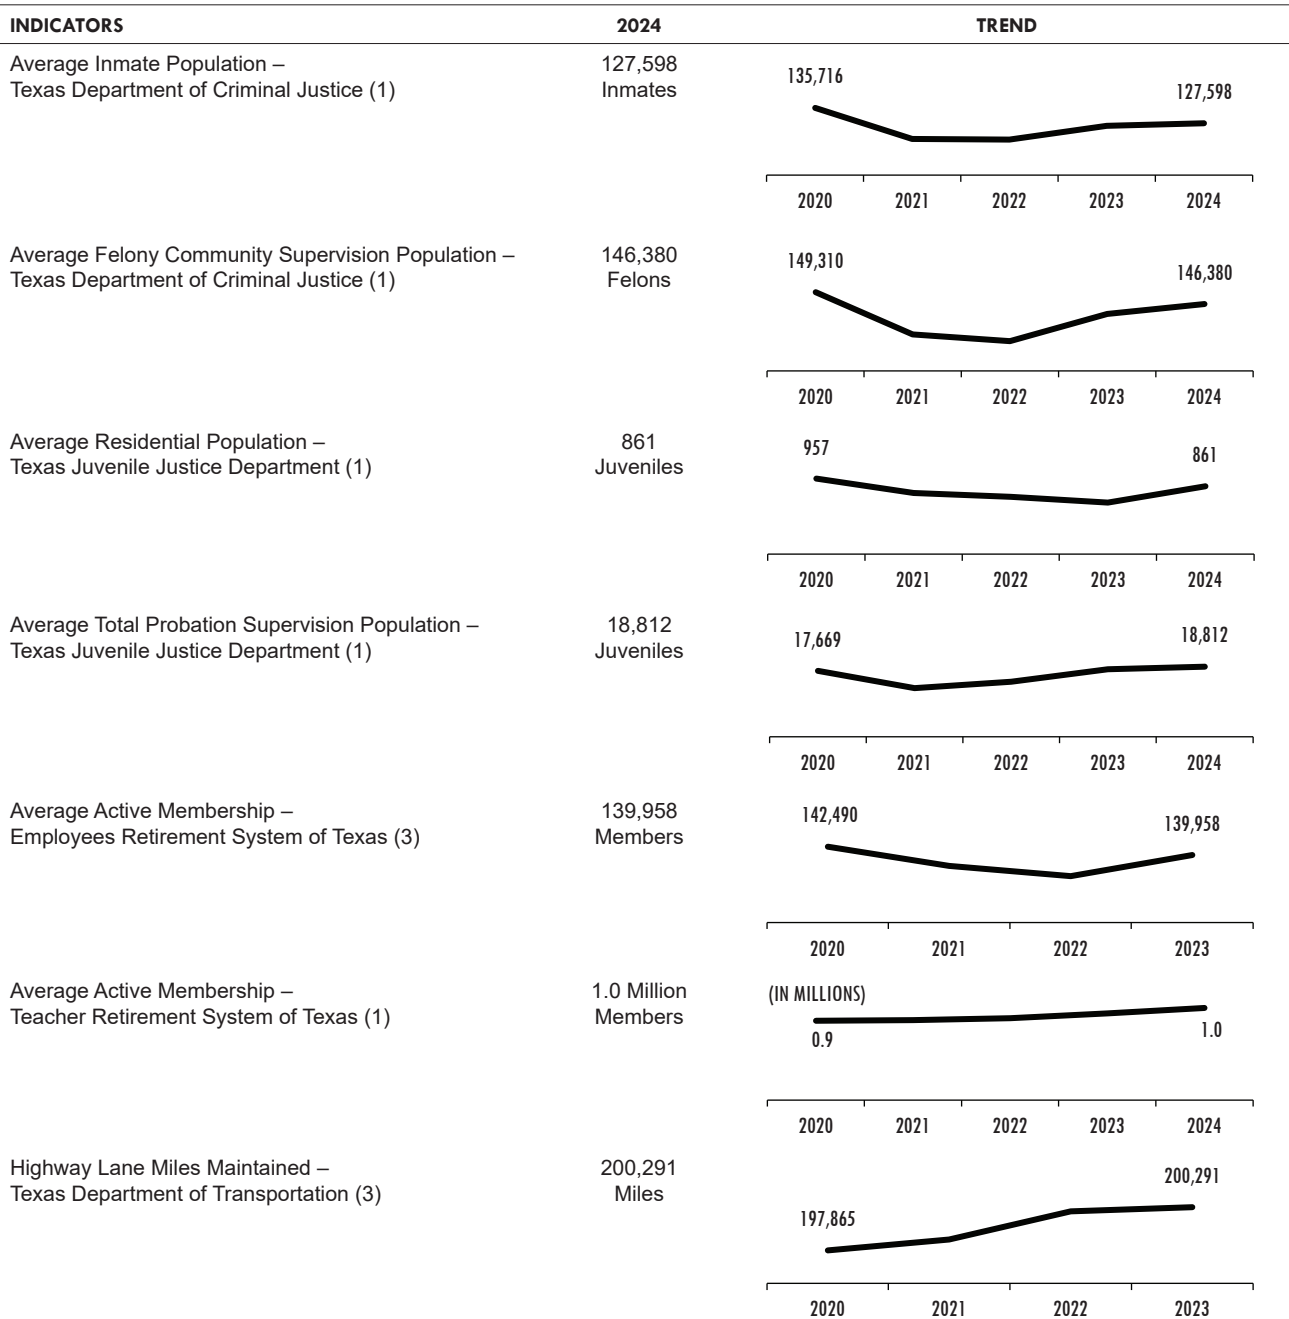 INDICATORS 2024 TREND
Average Inmate Population – 127,598
Texas Department of Criminal Justice (1) Inmates
135,716
127,598
2020 2021 2022 2023 2024
Average Felony Community Supervision Population – 146,380
Texas Department of Criminal Justice (1) Felons
149,310
146,380
2020 2021 2022 2023 2024
Average Residential Population – 861
Texas Juvenile Justice Department (1) Juveniles
957
861
2020 2021 2022 2023 2024
Average Total Probation Supervision Population – 18,812
Texas Juvenile Justice Department (1) Juveniles
17,669
18,812
2020 2021 2022 2023 2024
Average Active Membership – 139,958
Employees Retirement System of Texas (3) Members
142,490
139,958
2020 2021 2022 2023
Average Active Membership – 1.0 Million
Teacher Retirement System of Texas (1) Members
(IN MILLIONS)
0.9
1.0
2020 2021 2022 2023 2024
Highway Lane Miles Maintained – 200,291
Texas Department of Transportation (3) Miles
197,865
200,291
2020 2021 2022 2023